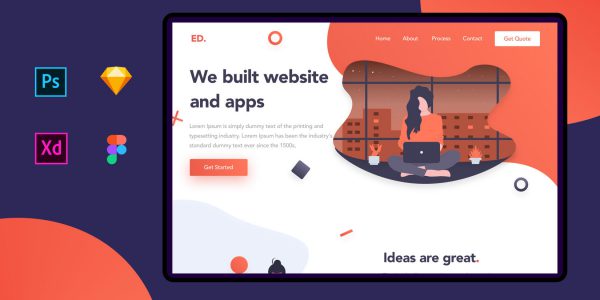 Ps
Xd
ED.
Home About Process Contact Get Quote
We built website
and apps
Lorem Ipsum is simply dummy text of the printing and
typesetting industry. Lorem Ipsum has been the industry's
standard dummy text ever since the 1500s,
Get Started
Ideas are great.